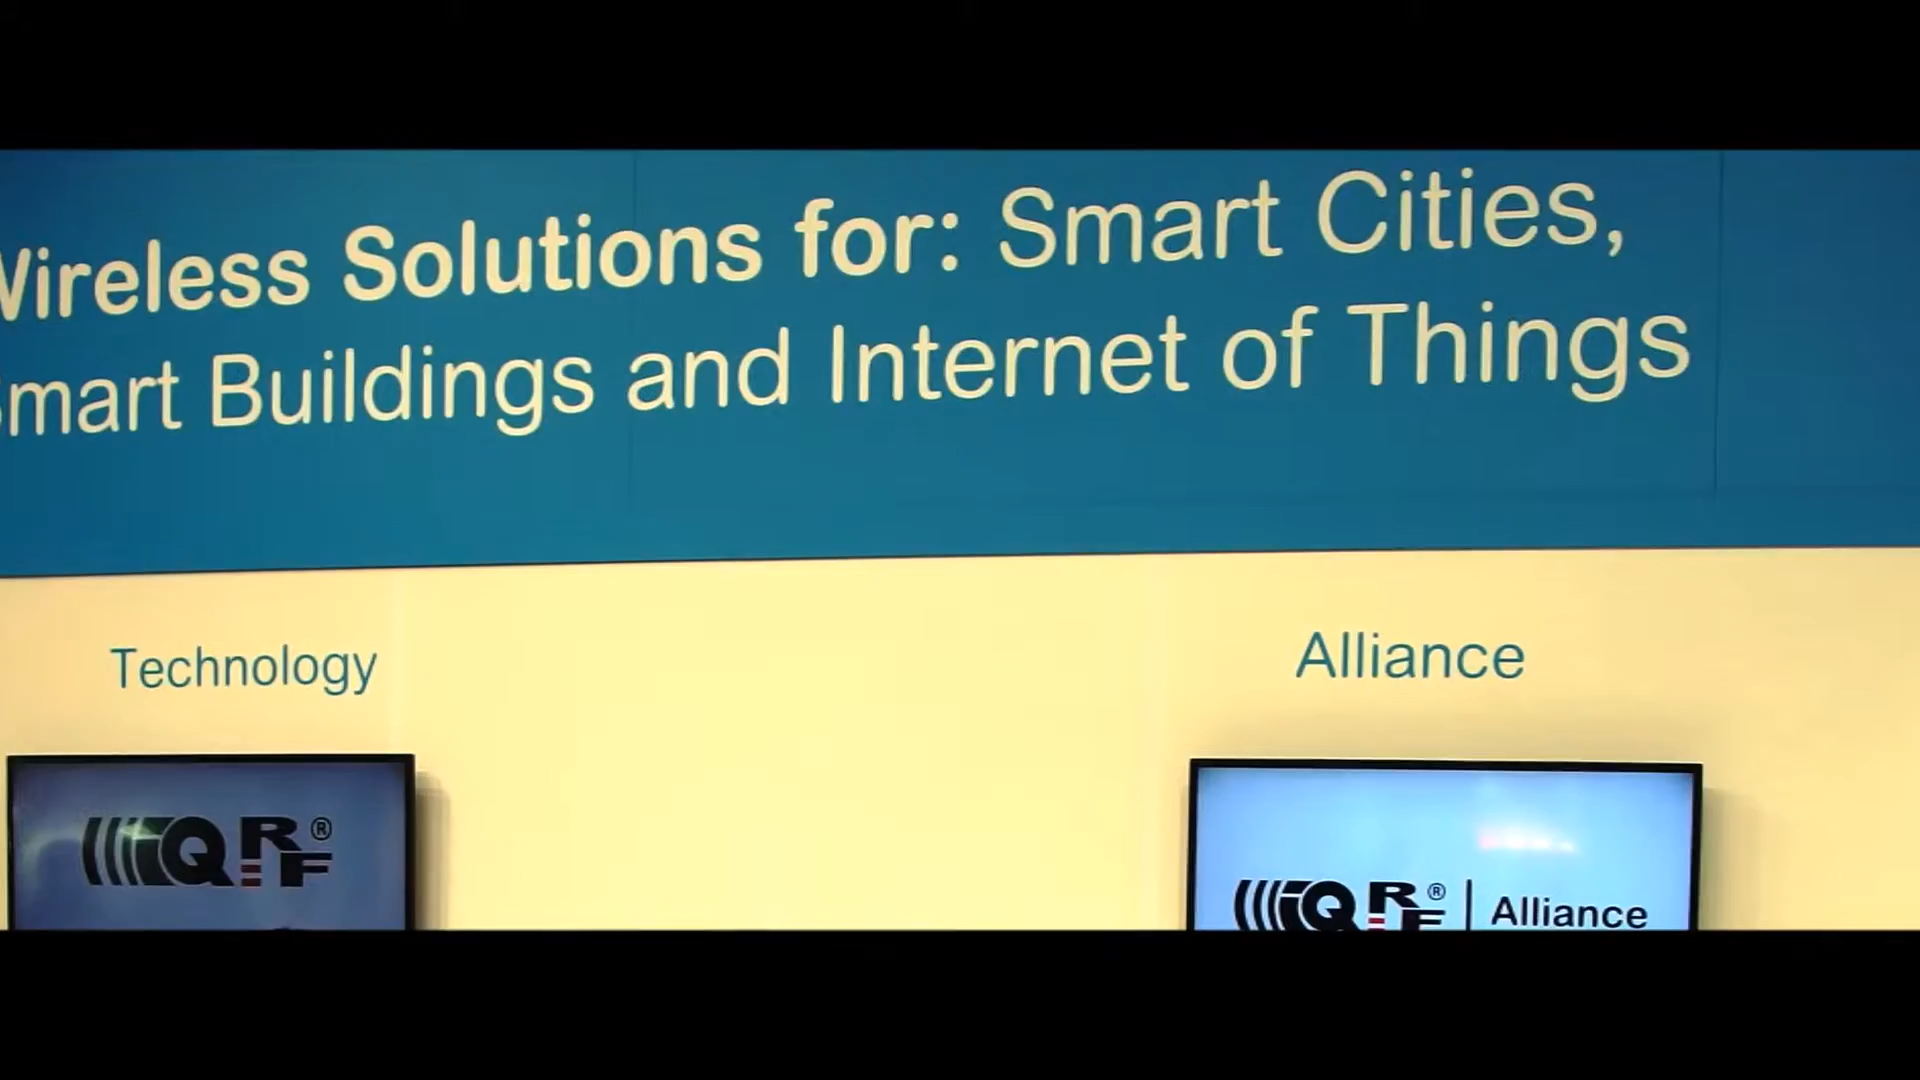 Wireless Solutions for: Smart Cities,
Smart Buildings and Internet of Things
Technology
Alliance
IQRF®
IQRF® | Alliance